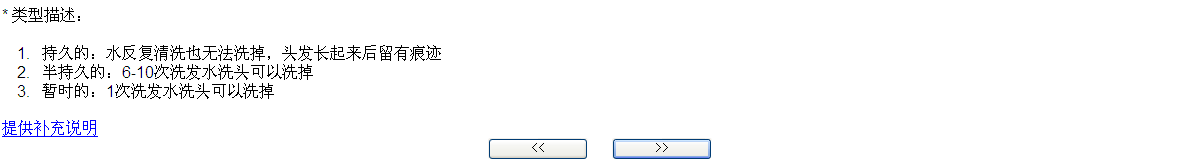 *类型描述：
1. 持久的：水反复清洗也无法洗掉，头发长起来后留有痕迹
2. 半持久的：6-10次洗发水洗头可以洗掉
3. 暂时的：1次洗发水洗头可以洗掉
提供补充说明
<< >>